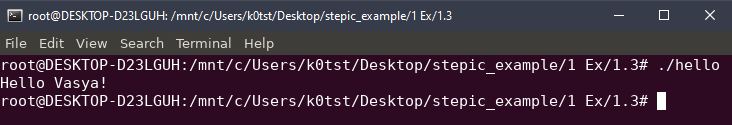 root@DESKTOP-D23LGUH: /mnt/c/Users/k0tst/Desktop/stepic_example/1 Ex/1.3
File Edit View Search Terminal Help
root@DESKTOP-D23LGUH:/mnt/c/Users/k0tst/Desktop/stepic_example/1 Ex/1.3# ./hello
Hello Vasya!
root@DESKTOP-D23LGUH:/mnt/c/Users/k0tst/Desktop/stepic_example/1 Ex/1.3#